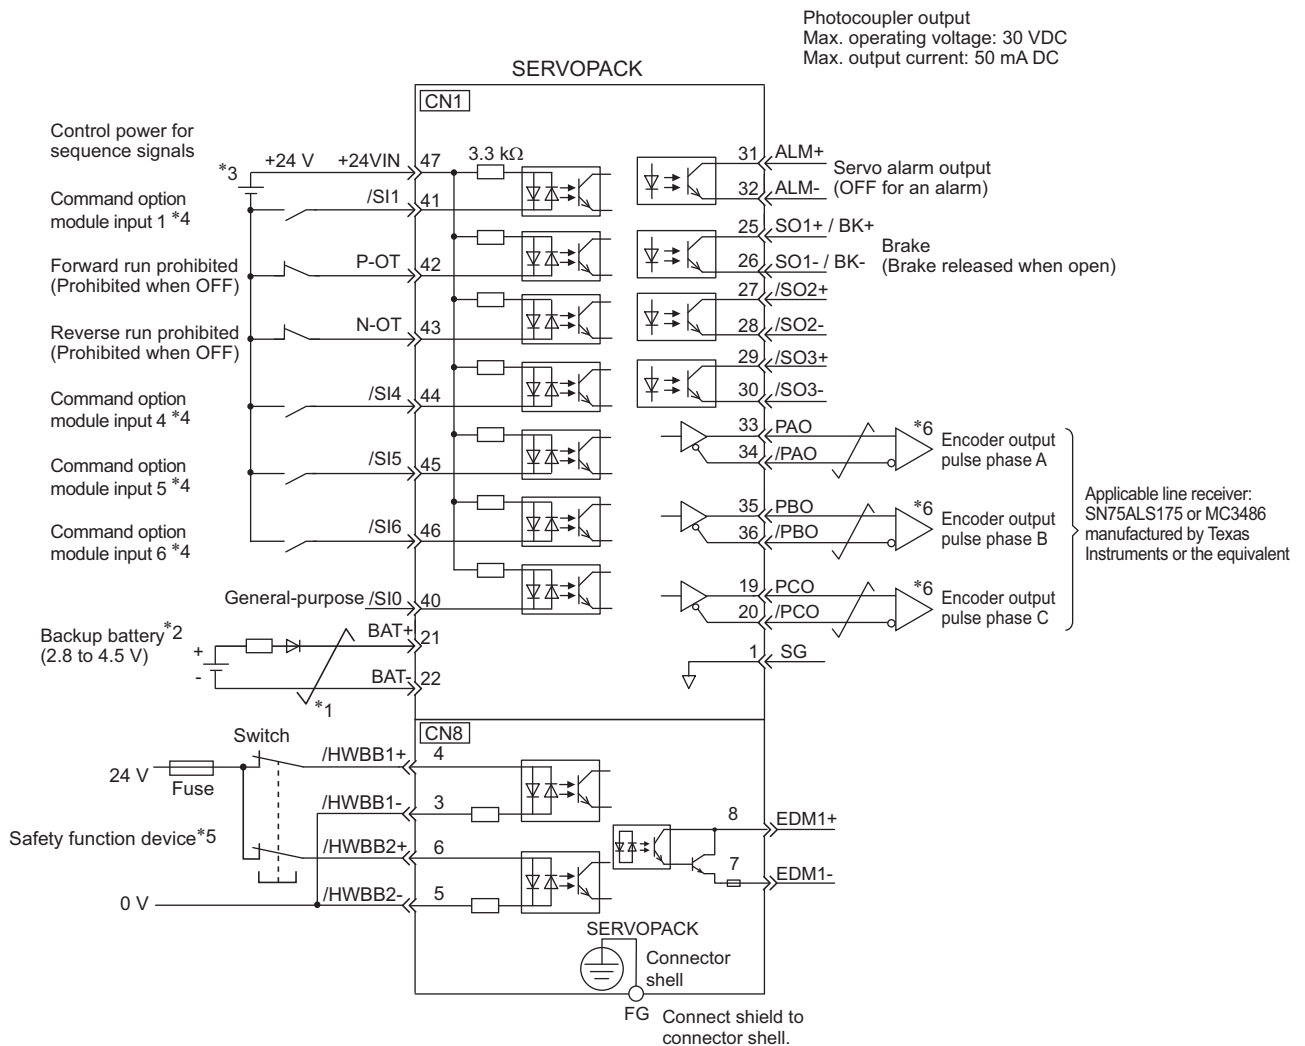 Photocoupler output
Max. operating voltage: 30 VDC
Max. output current: 50 mA DC
SERVOPACK
CN1
Control power for
sequence signals
*3
+24 V
+24VIN
47
3.3 kΩ
31
ALM+
Servo alarm output
(OFF for an alarm)
32
ALM-
Command option
module input 1 *4
/SI1
41
25
SO1+ / BK+
Brake
(Brake released when open)
26
SO1- / BK-
Forward run prohibited
(Prohibited when OFF)
P-OT
42
27
/SO2+
28
/SO2-
Reverse run prohibited
(Prohibited when OFF)
N-OT
43
29
/SO3+
30
/SO3-
Command option
module input 4 *4
/SI4
44
33
PAO
34
/PAO
*6
Encoder output
pulse phase A
Command option
module input 5 *4
/SI5
45
35
PBO
36
/PBO
*6
Encoder output
pulse phase B
Applicable line receiver:
SN75ALS175 or MC3486
manufactured by Texas
Instruments or the equivalent
Command option
module input 6 *4
/SI6
46
19
PCO
20
/PCO
*6
Encoder output
pulse phase C
General-purpose
/SI0
40
Backup battery*2
(2.8 to 4.5 V)
+
-
BAT+
21
BAT-
22
*1
1
SG
CN8
Switch
24 V
Fuse
/HWBB1+
4
/HWBB1-
3
Safety function device*5
/HWBB2+
6
0 V
/HWBB2-
5
8
EDM1+
7
EDM1-
SERVOPACK
Connector
shell
FG
Connect shield to
connector shell.